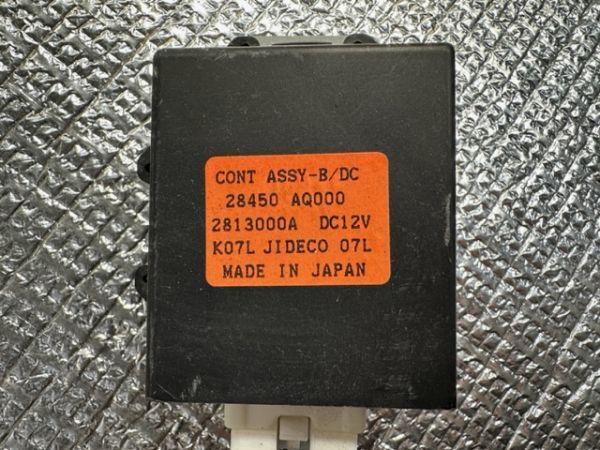 CONT ASSY-B/DC
28450 AQ000
2813000A DC12V
K07L JIDECO 07L
MADE IN JAPAN